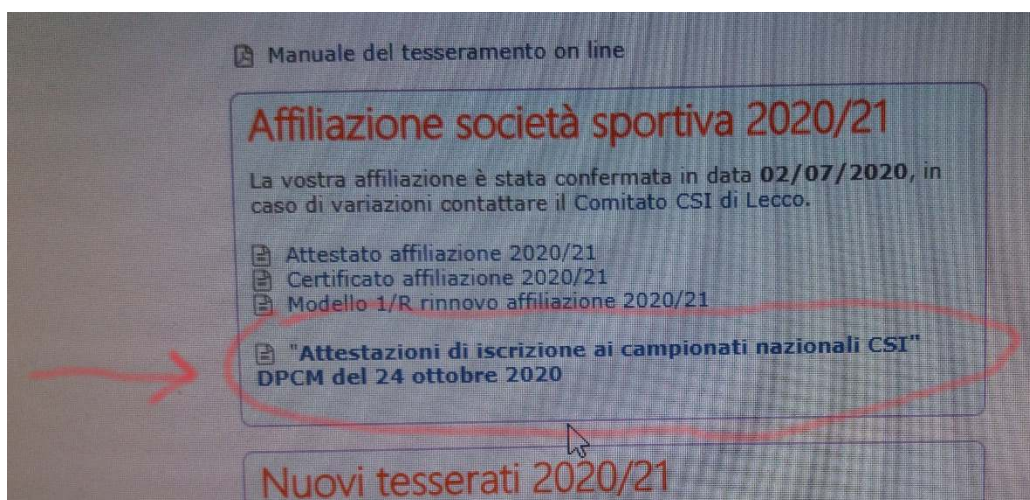 Manuale del tesseramento on line
Affiliazione società sportiva 2020/21
La vostra affiliazione è stata confermata in data 02/07/2020, in
caso di variazioni contattare il Comitato CSI di Lecco.
Attestato affiliazione 2020/21
Certificato affiliazione 2020/21
Modello 1/R rinnovo affiliazione 2020/21
"Attestazioni di iscrizione ai campionati nazionali CSI"
DPCM del 24 ottobre 2020
Nuovi tesserati 2020/21